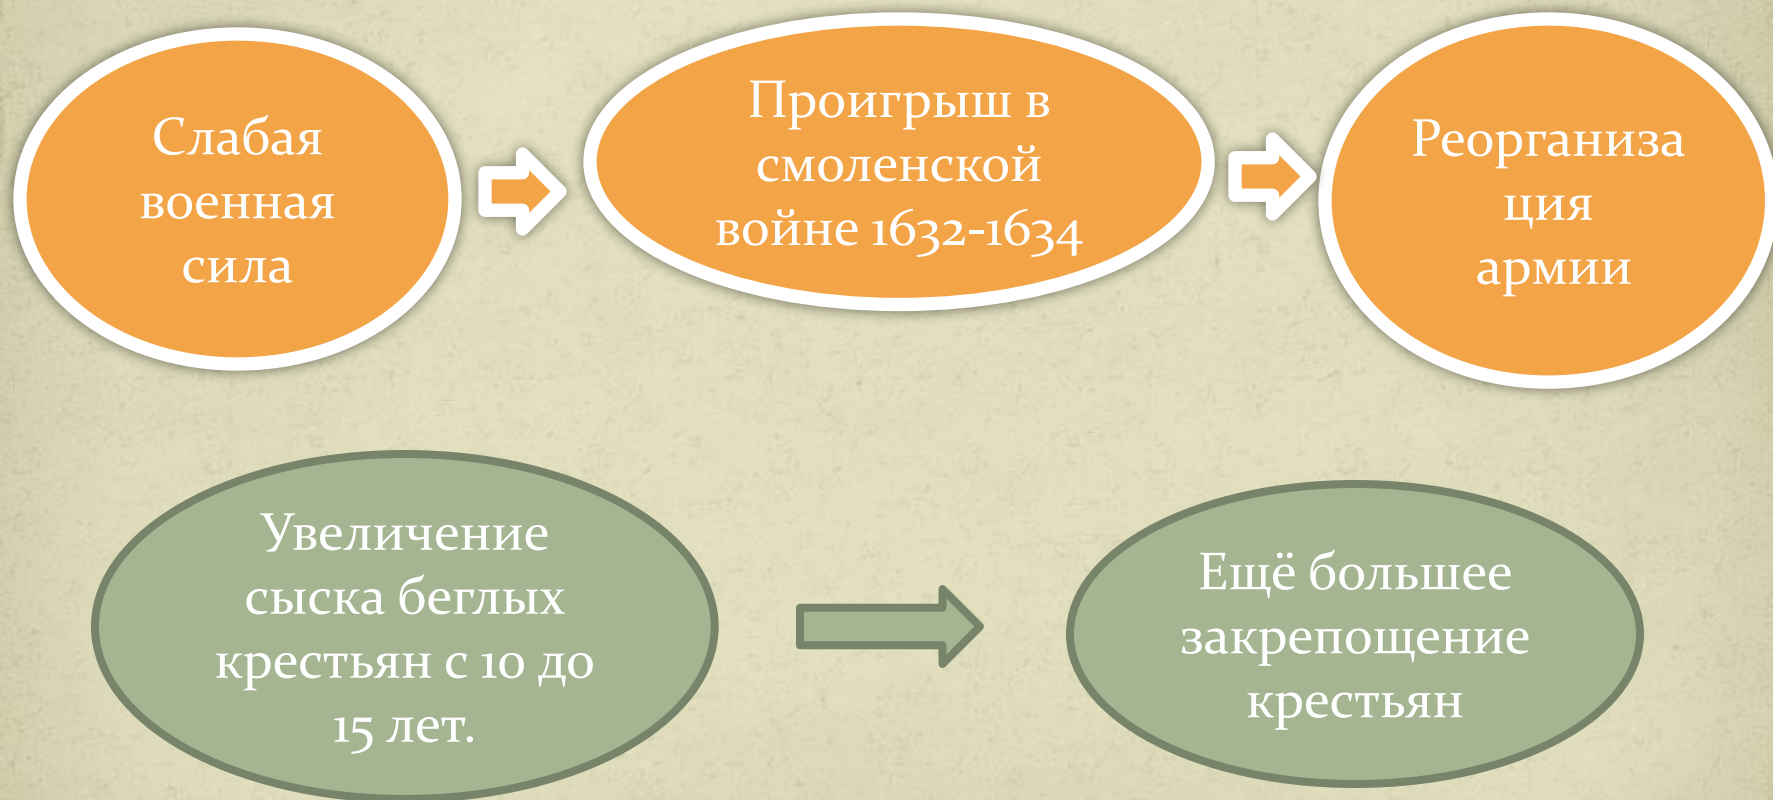 Слабая
военная
сила
Проигрыш в
смоленской
войне 1632-1634
Реорганиза
ция
армии
Увеличение
сыска беглых
крестьян с 10 до
15 лет.
Ещё большее
закрепощение
крестьян